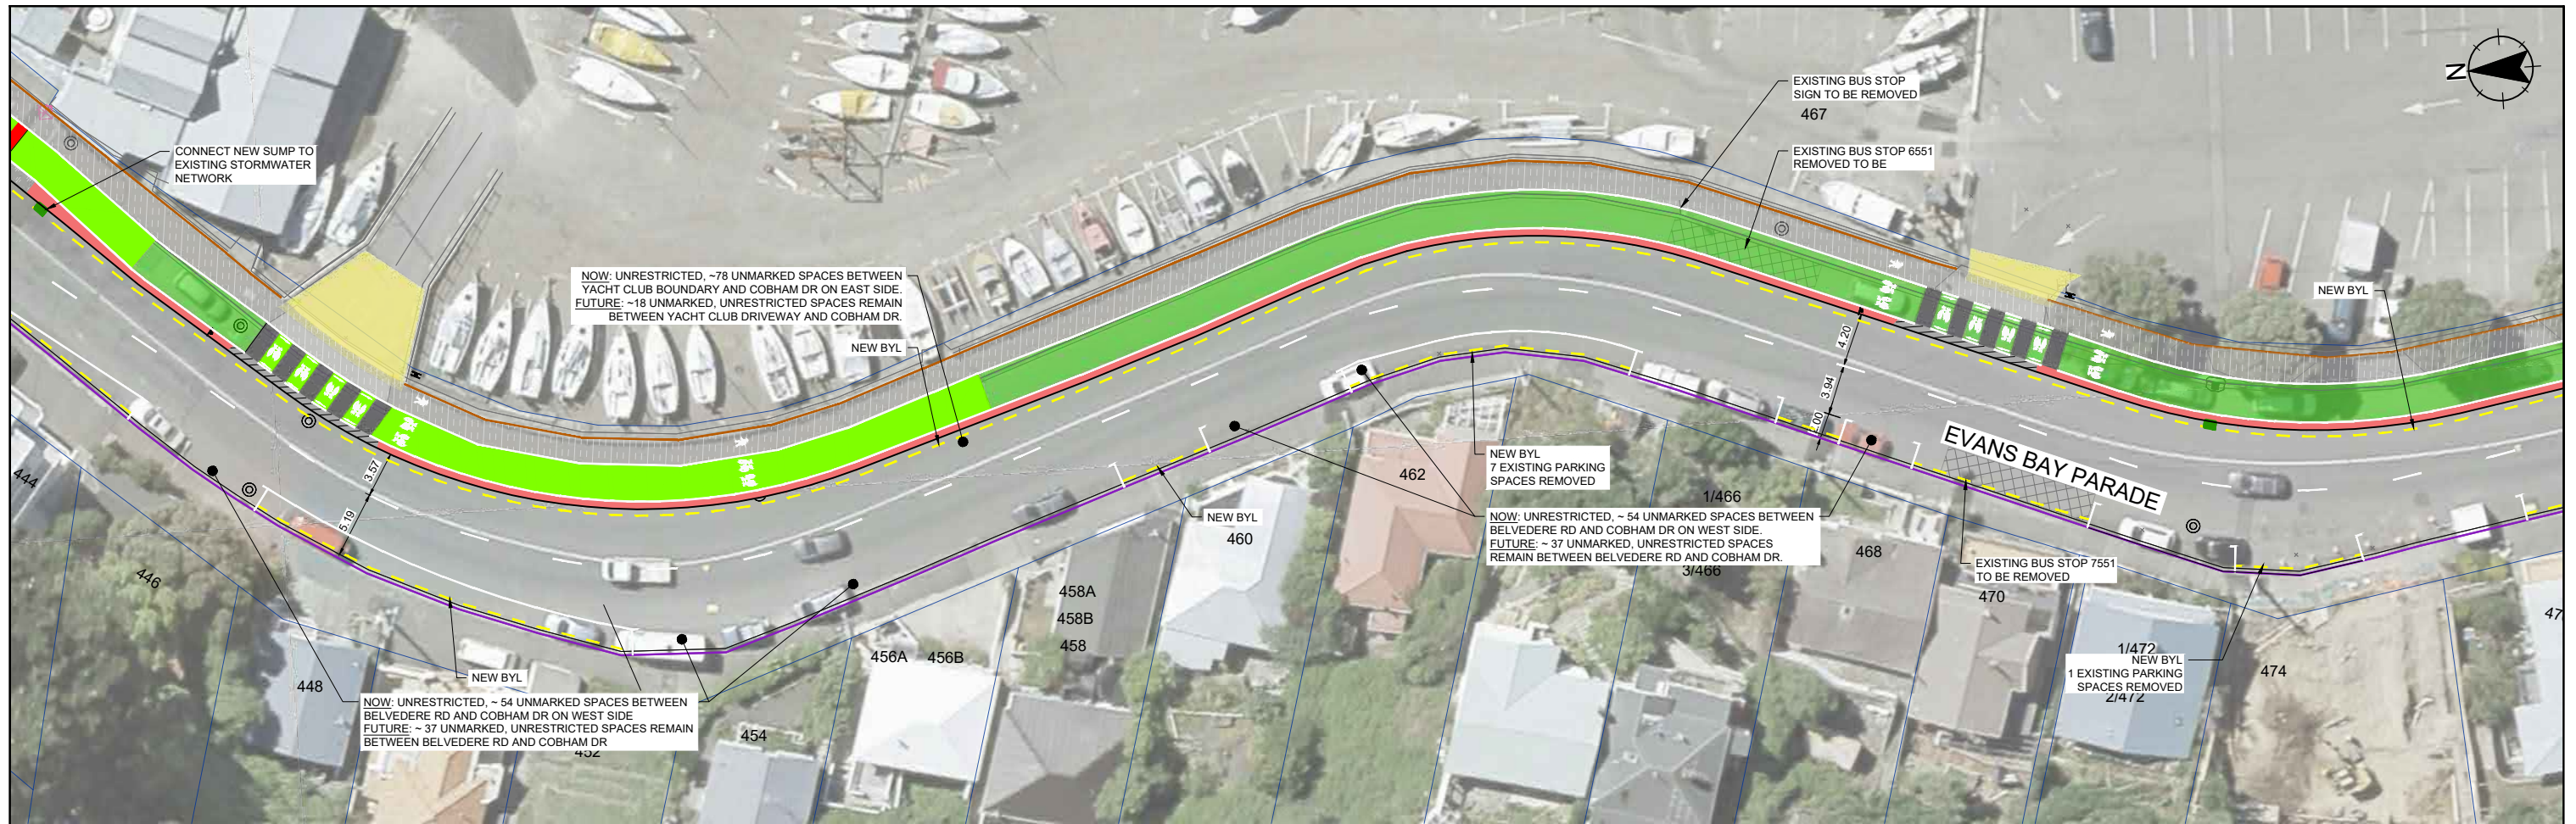 N
EXISTING BUS STOP
SIGN TO BE REMOVED
467
EXISTING BUS STOP 6551
REMOVED TO BE
CONNECT NEW SUMP TO
EXISTING STORMWATER
NETWORK
NOW: UNRESTRICTED, ~78 UNMARKED SPACES BETWEEN
YACHT CLUB BOUNDARY AND COBHAM DR ON EAST SIDE.
FUTURE: ~18 UNMARKED, UNRESTRICTED SPACES REMAIN
BETWEEN YACHT CLUB DRIVEWAY AND COBHAM DR.
NEW BYL
NEW BYL
4.20
3.94
2.00
3.57
5.19
EVANS BAY PARADE
NEW BYL
7 EXISTING PARKING
SPACES REMOVED
NOW: UNRESTRICTED, ~ 54 UNMARKED SPACES BETWEEN
BELVEDERE RD AND COBHAM DR ON WEST SIDE.
FUTURE: ~ 37 UNMARKED, UNRESTRICTED SPACES
REMAIN BETWEEN BELVEDERE RD AND COBHAM DR.
NEW BYL
EXISTING BUS STOP 7551
TO BE REMOVED
NEW BYL
1 EXISTING PARKING
SPACES REMOVED
NEW BYL
NOW: UNRESTRICTED, ~ 54 UNMARKED SPACES BETWEEN
BELVEDERE RD AND COBHAM DR ON WEST SIDE
FUTURE: ~ 37 UNMARKED, UNRESTRICTED SPACES REMAIN
BETWEEN BELVEDERE RD AND COBHAM DR
444
446
448
452
454
456A
456B
458A
458B
458
460
462
1/466
3/466
468
470
1/472
2/472
474